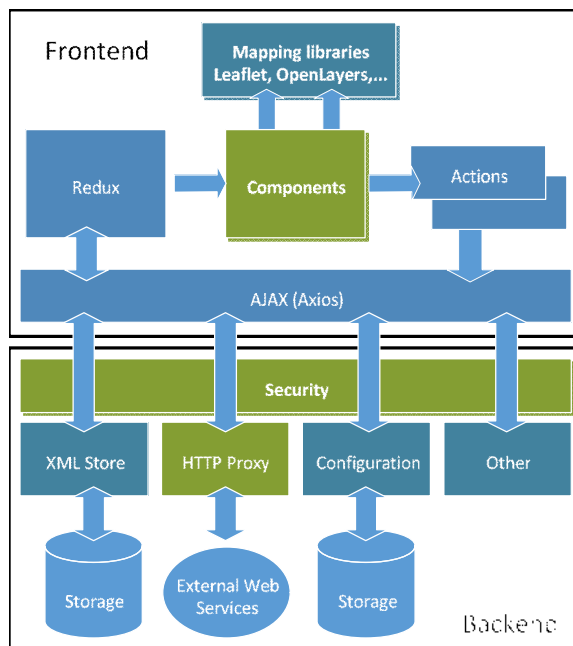 Frontend
Mapping libraries
Leaflet, OpenLayers,...
Redux
Components
Actions
AJAX (Axios)
Security
XML Store
HTTP Proxy
Configuration
Other
Storage
External Web
Services
Storage
Backend